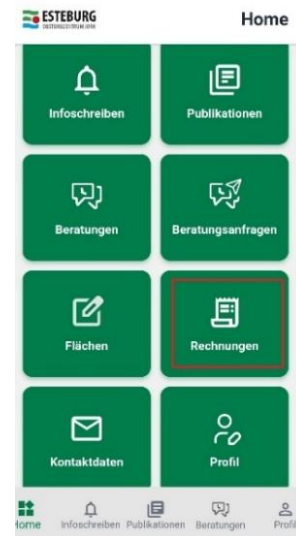 ESTEBURG
Home
Infoschreiben
Publikationen
Beratungen
Beratungsanfragen
Flächen
Rechnungen
Kontaktdaten
Profil
Home Infoschreiben Publikationen Beratungen Profil